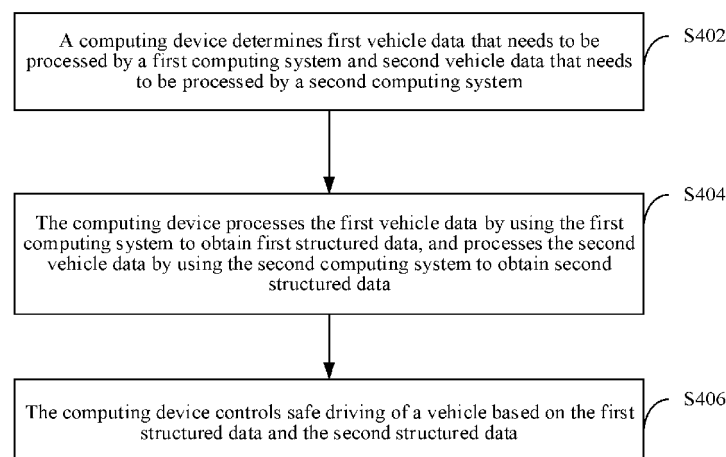 A computing device determines first vehicle data that needs to be
processed by a first computing system and second vehicle data that needs
to be processed by a second computing system
S402
The computing device processes the first vehicle data by using the first
computing system to obtain first structured data, and processes the second
vehicle data by using the second computing system to obtain second
structured data
S404
The computing device controls safe driving of a vehicle based on the first
structured data and the second structured data
S406